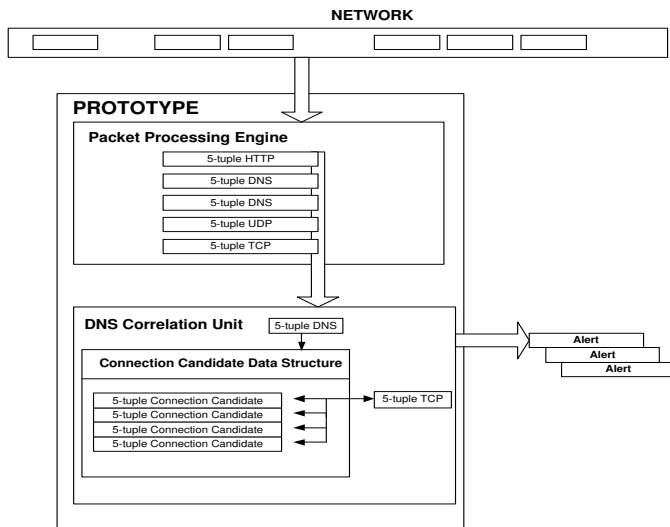 NETWORK
PROTOTYPE
Packet Processing Engine
5-tuple HTTP
5-tuple DNS
5-tuple DNS
5-tuple UDP
5-tuple TCP
DNS Correlation Unit
5-tuple DNS
Connection Candidate Data Structure
5-tuple Connection Candidate
5-tuple Connection Candidate
5-tuple Connection Candidate
5-tuple Connection Candidate
5-tuple TCP
Alert
Alert
Alert